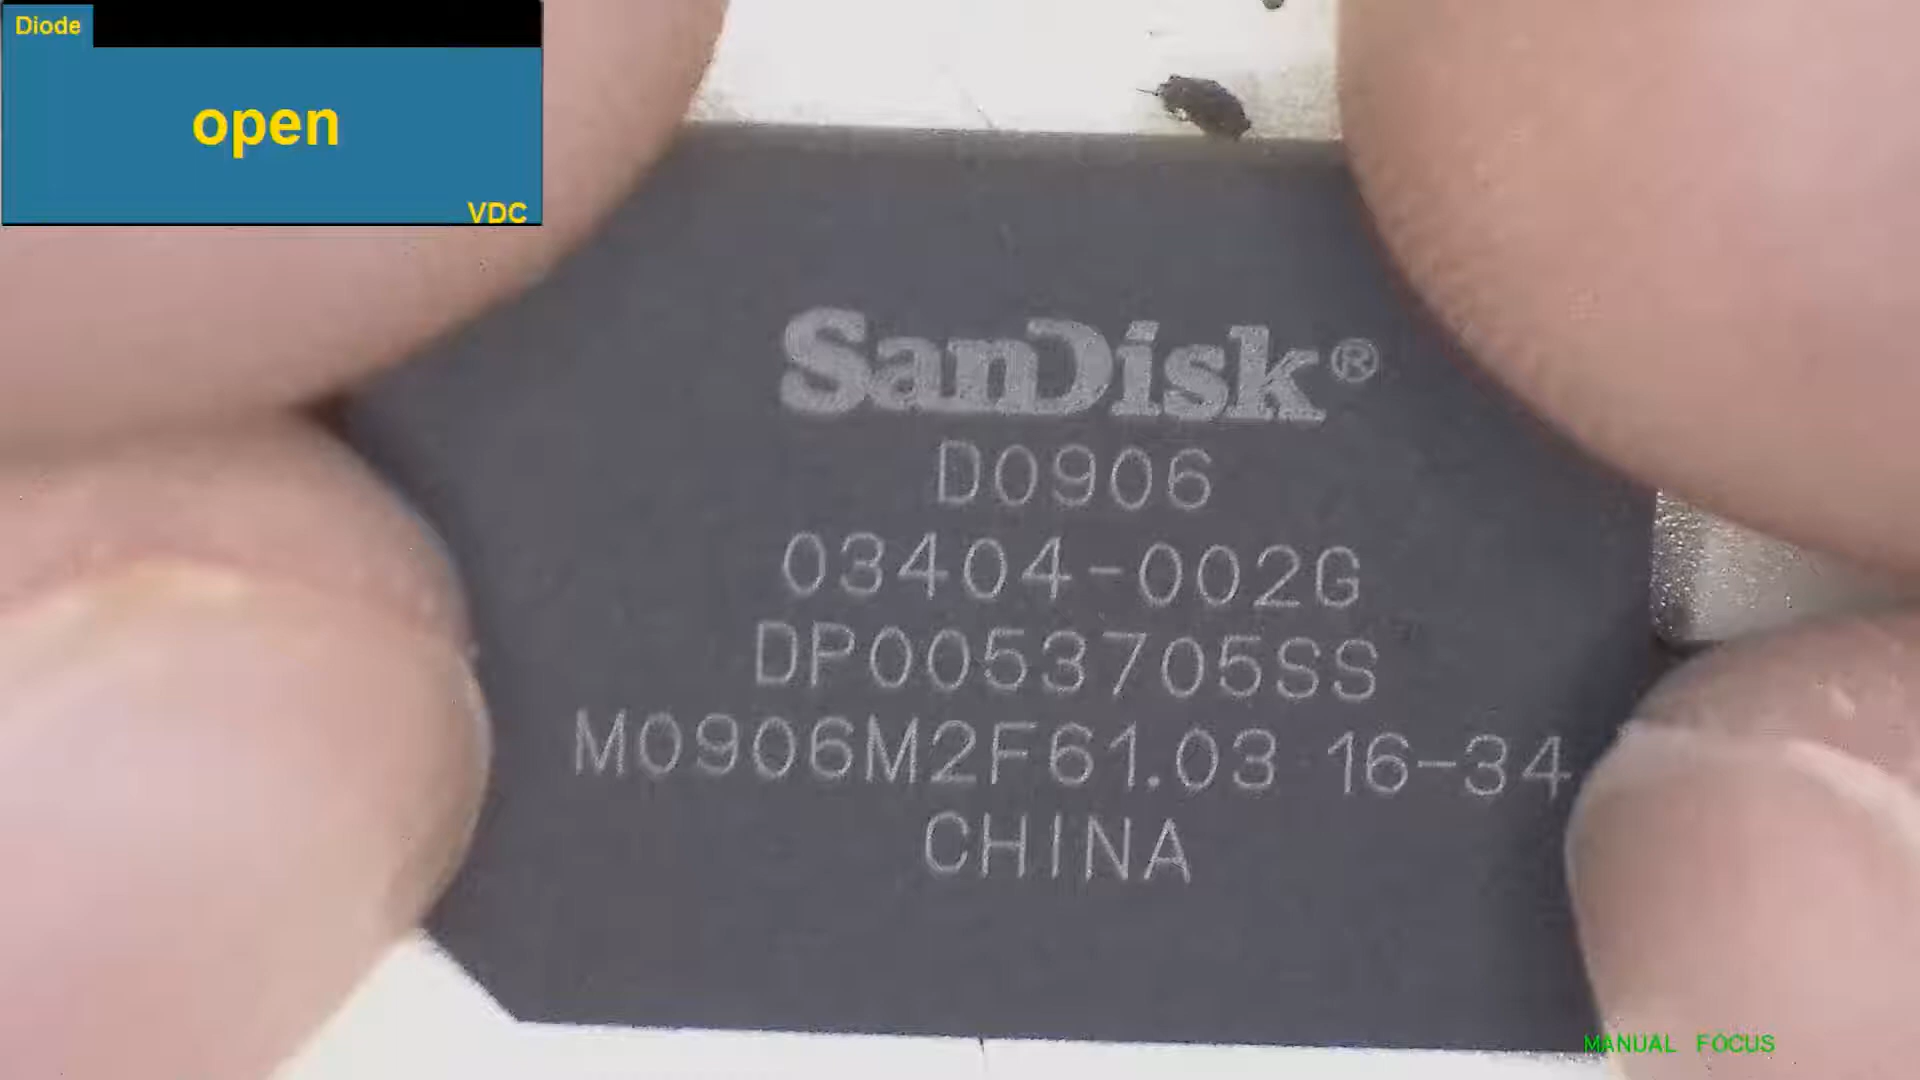 Diode
open
VDC
SanDisk®
D0906
03404-002G
DP0053705SS
M0906M2F61.03 16-34
CHINA
MANUAL FOCUS